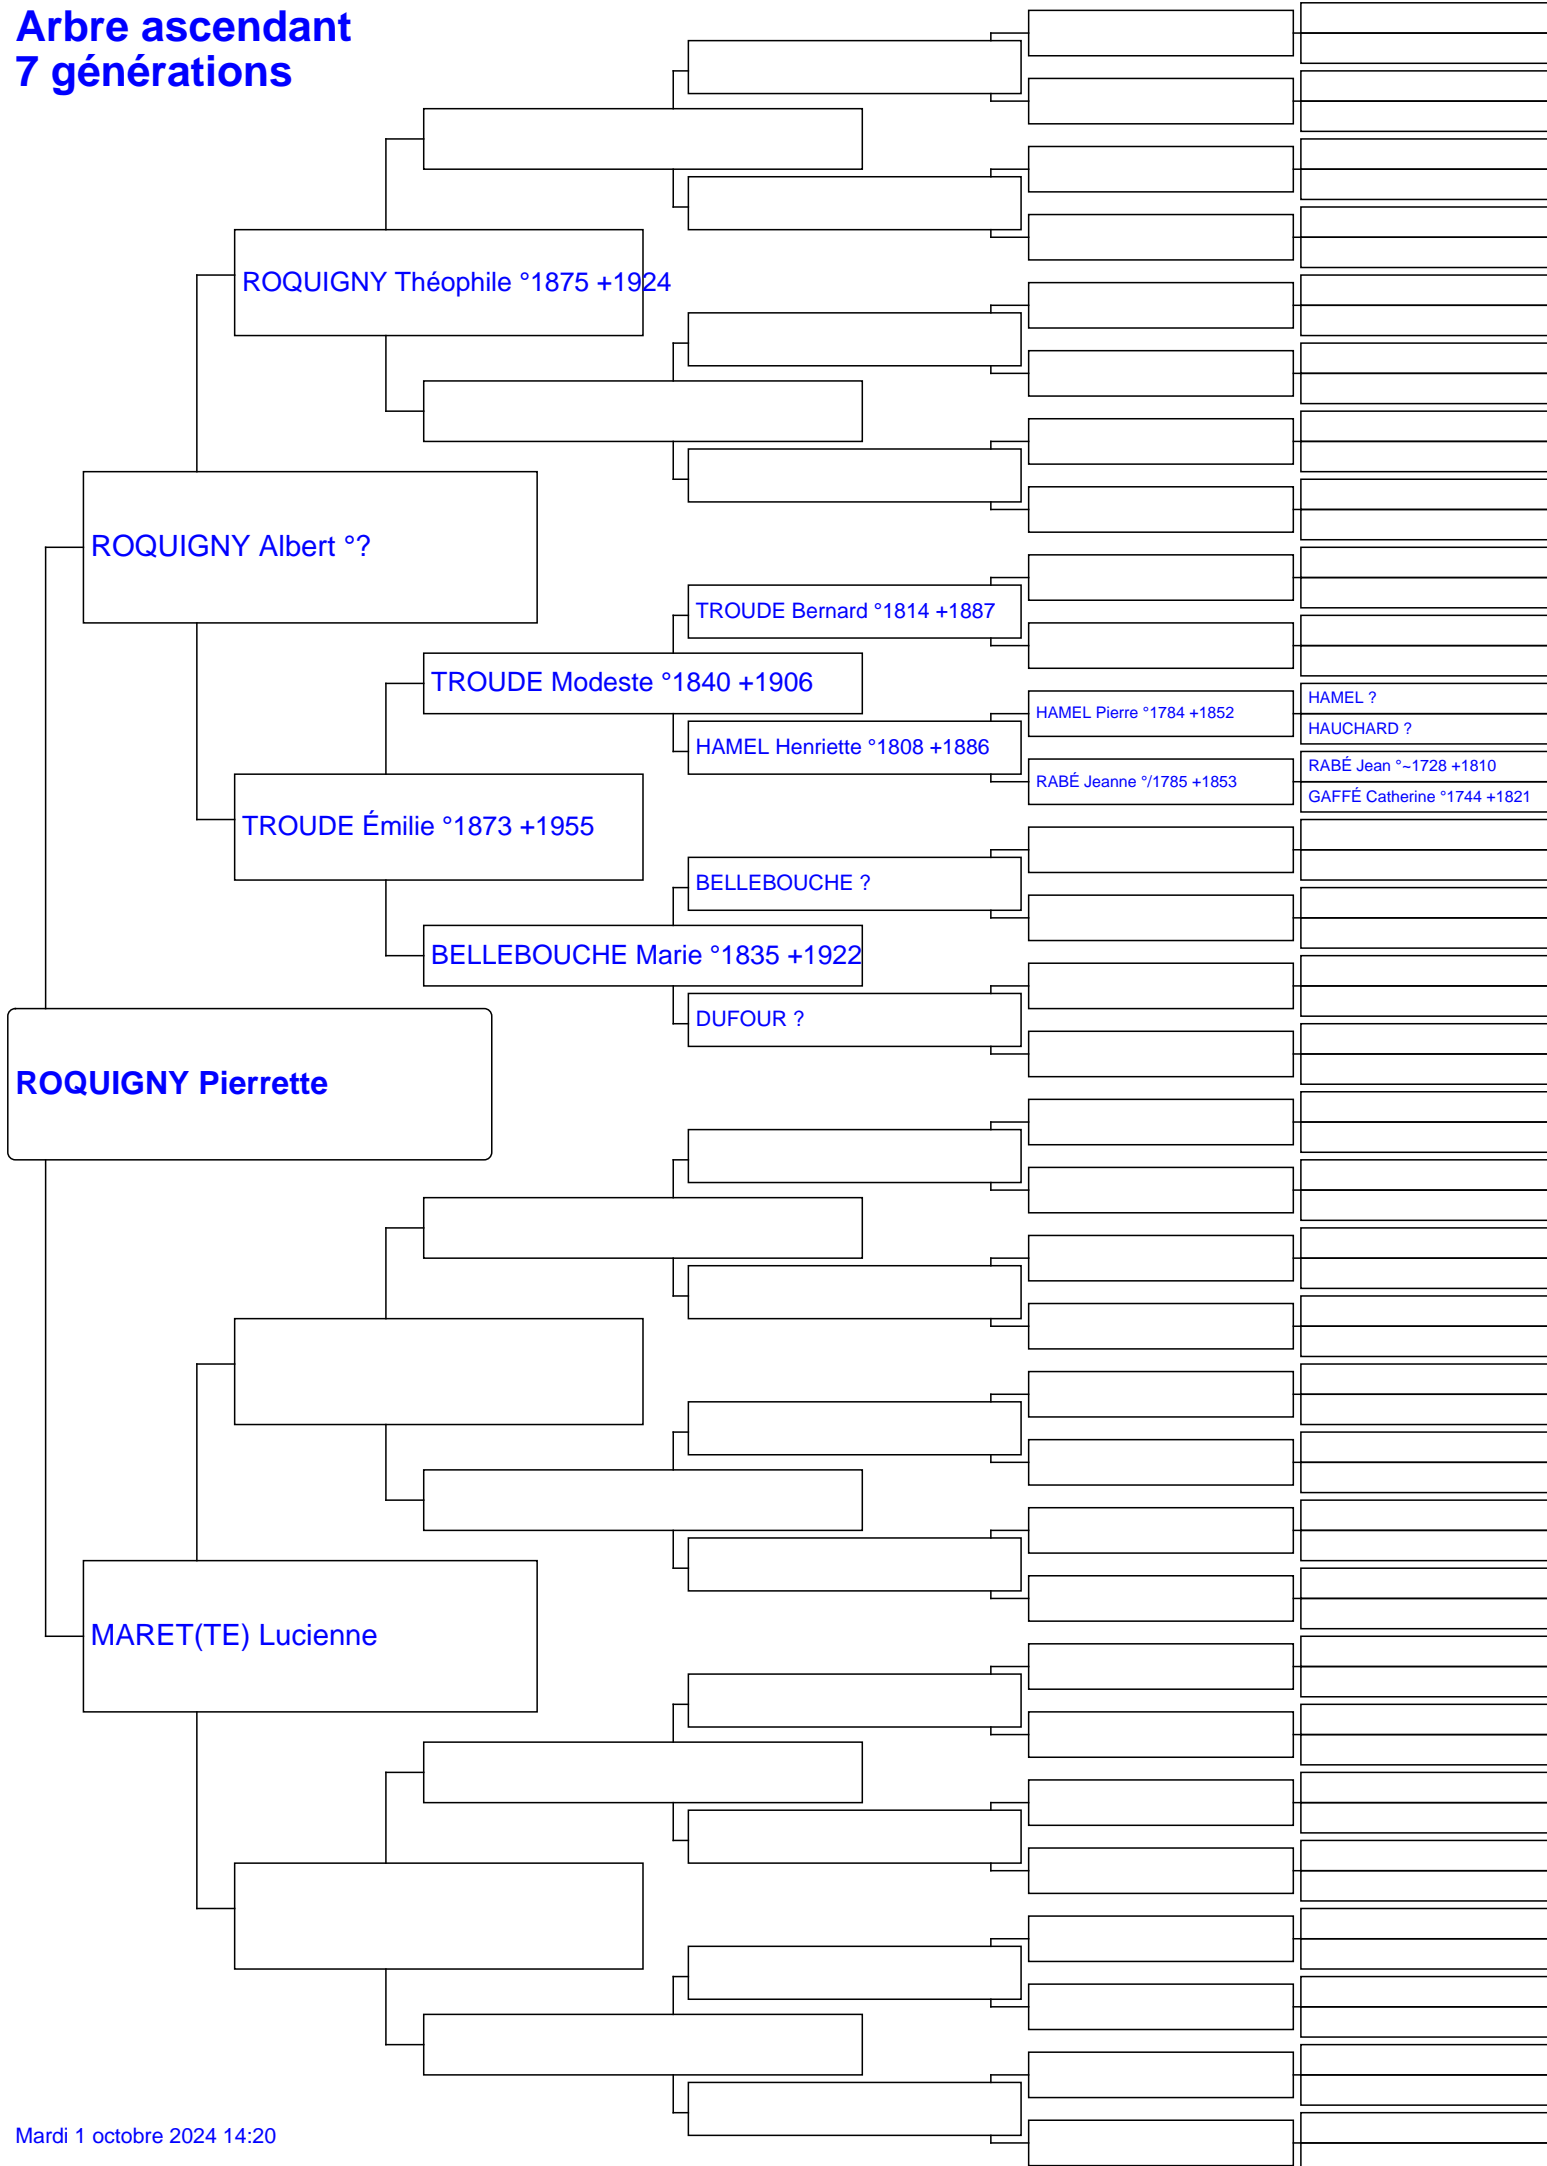 Arbre ascendant
7 générations
ROQUIGNY Théophile °1875 +1924
ROQUIGNY Albert °?
TROUDE Bernard °1814 +1887
TROUDE Modeste °1840 +1906
HAMEL ?
HAMEL Pierre °1784 +1852
HAUCHARD ?
HAMEL Henriette °1808 +1886
RABÉ Jean °~1728 +1810
RABÉ Jeanne °/1785 +1853
GAFFÉ Catherine °1744 +1821
TROUDE Émilie °1873 +1955
BELLEBOUCHE ?
BELLEBOUCHE Marie °1835 +1922
DUFOUR ?
ROQUIGNY Pierrette
MARET(TE) Lucienne
Mardi 1 octobre 2024 14:20